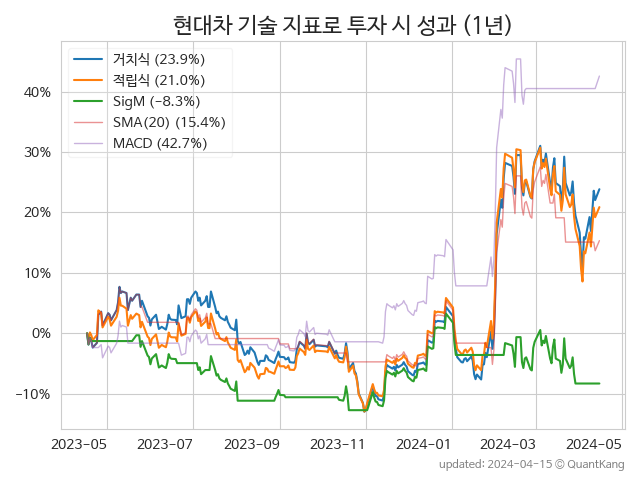 현대차 기술 지표로 투자 시 성과 (1년)
거치식 (23.9%)
적립식 (21.0%)
SigM (−8.3%)
SMA(20) (15.4%)
MACD (42.7%)
40%
30%
20%
10%
0%
−10%
2023-05 2023-07 2023-09 2023-11 2024-01 2024-03 2024-05
updated: 2024-04-15 © QuantKang